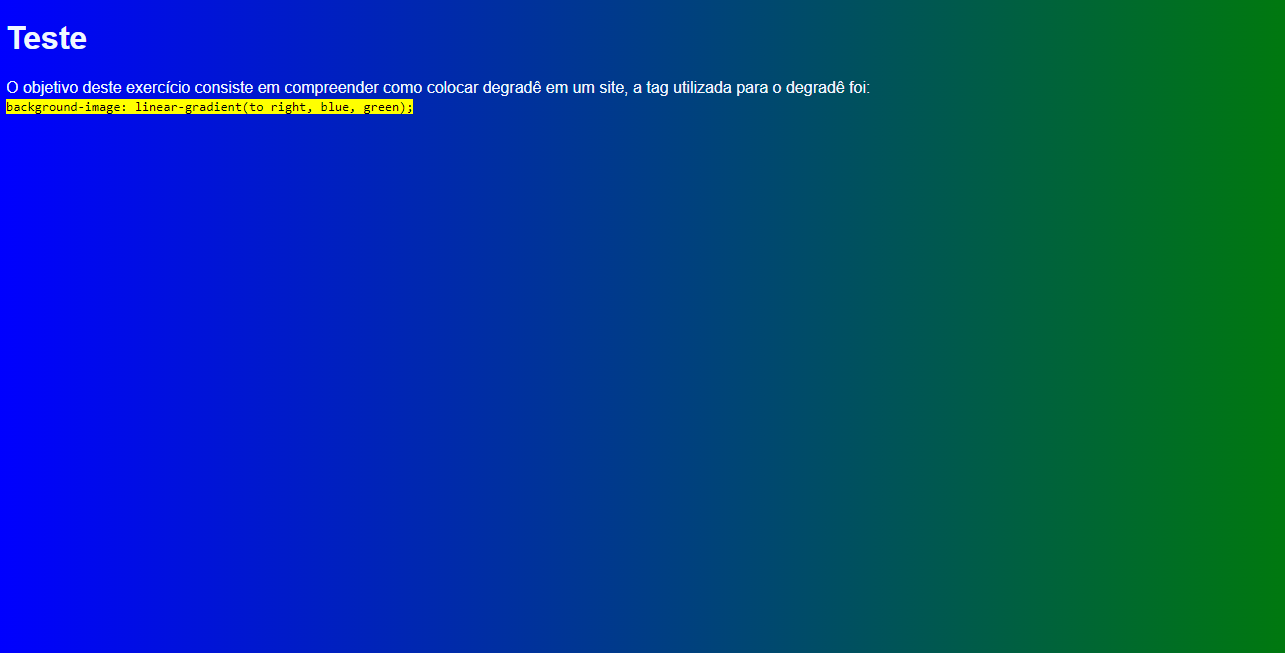 Teste
O objetivo deste exercício consiste em compreender como colocar degradê em um site, a tag utilizada para o degradê foi:
background-image: linear-gradient(to right, blue, green);